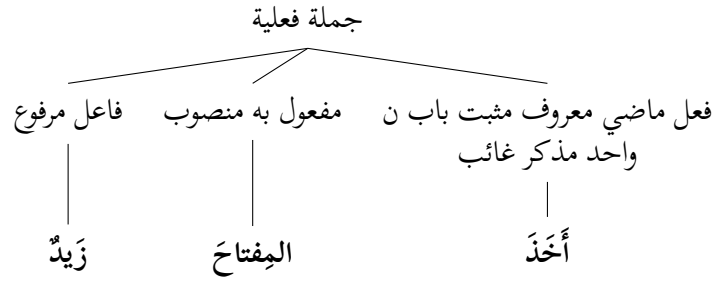 جملة فعلية
فعل ماضي معروف مثبت باب ن
واحد مذكر غائب
مفعول به منصوب
فاعل مرفوع
أَخَذَ
المِفتاحَ
زَيدٌ